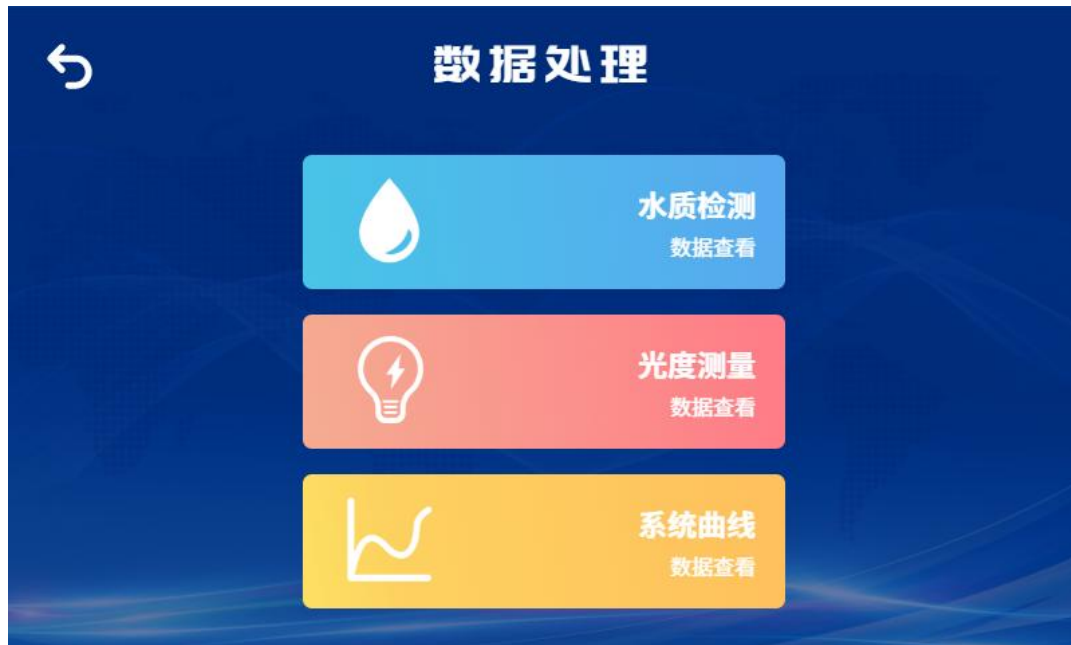 数据处理
水质检测
数据查看
光度测量
数据查看
系统曲线
数据查看